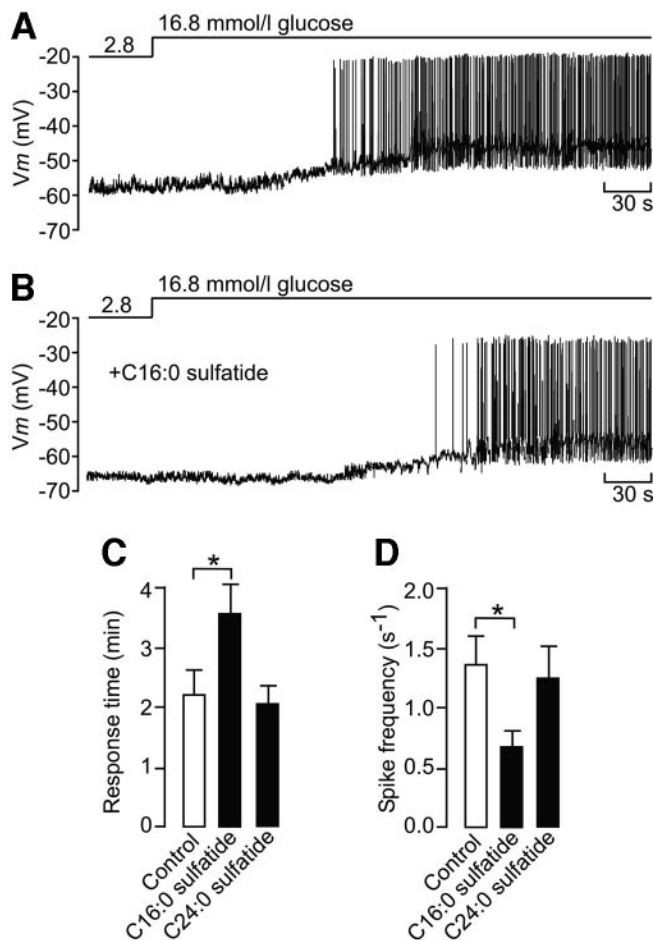 A
16.8 mmol/l glucose
2.8
-20
-30
-40
-50
-60
-70
Vm (mV)
30 s
B
16.8 mmol/l glucose
2.8
-20
-30
-40
-50
-60
-70
Vm (mV)
+C16:0 sulfatide
30 s
C
*
4
3
2
1
0
Response time (min)
Control
C16:0 sulfatide
C24:0 sulfatide
D
*
2.0
1.5
1.0
0.5
0.0
Spike frequency (s-1)
Control
C16:0 sulfatide
C24:0 sulfatide